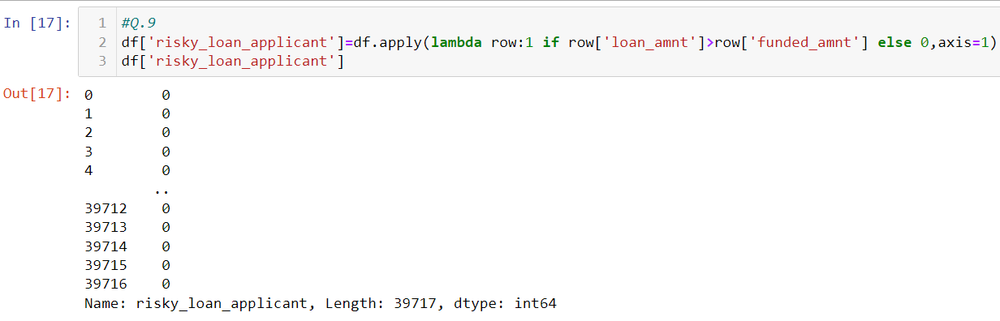 In [17]:
1 #Q.9
2 df['risky_loan_applicant']=df.apply(lambda row:1 if row['loan_amnt']>row['funded_amnt'] else 0,axis=1)
3 df['risky_loan_applicant']
Out[17]: 0 0
1 0
2 0
3 0
4 0
..
39712 0
39713 0
39714 0
39715 0
39716 0
Name: risky_loan_applicant, Length: 39717, dtype: int64